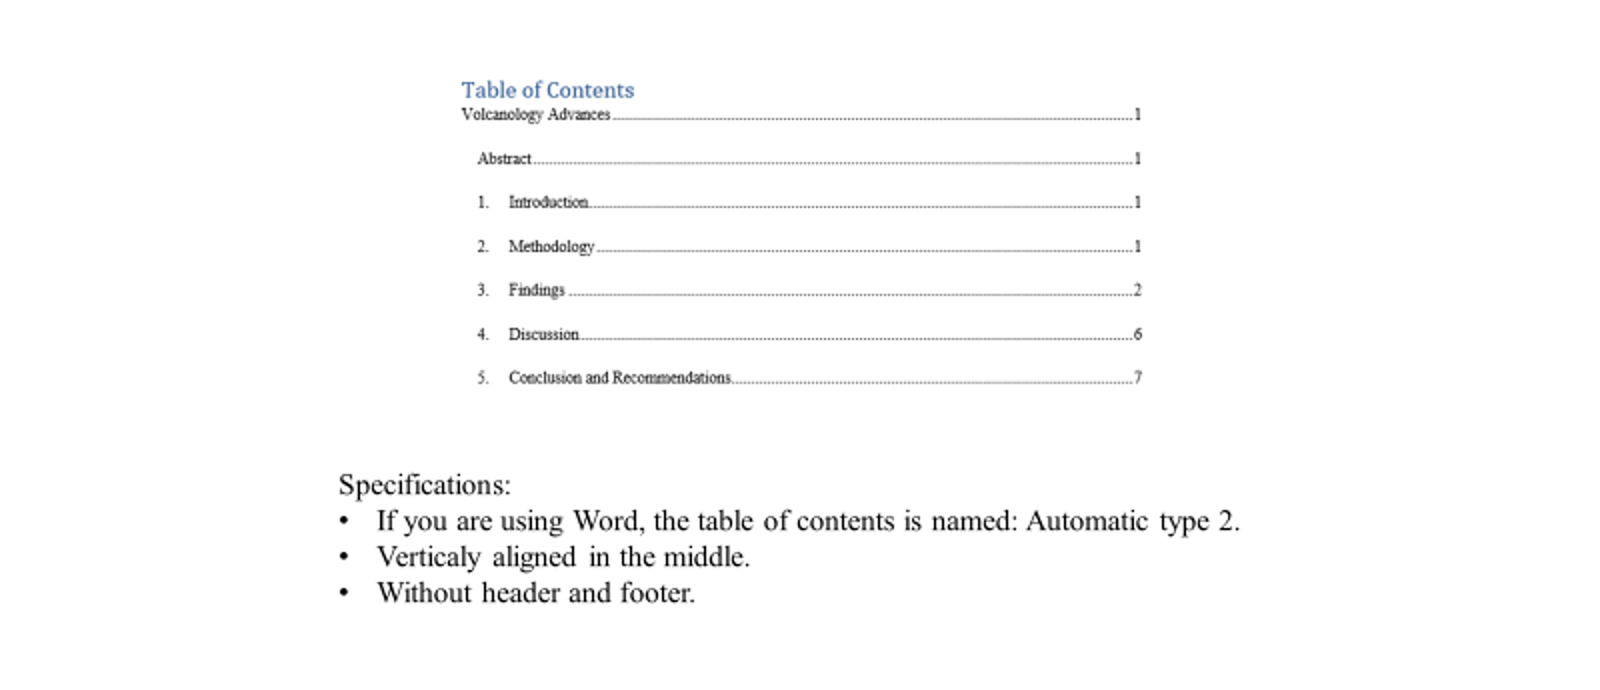 Table of Contents
Volcanology Advances 1
Abstract 1
1. Introduction 1
2. Methodology 1
3. Findings 2
4. Discussion 6
5. Conclusion and Recommendations 7
Specifications:
• If you are using Word, the table of contents is named: Automatic type 2.
• Verticaly aligned in the middle.
• Without header and footer.